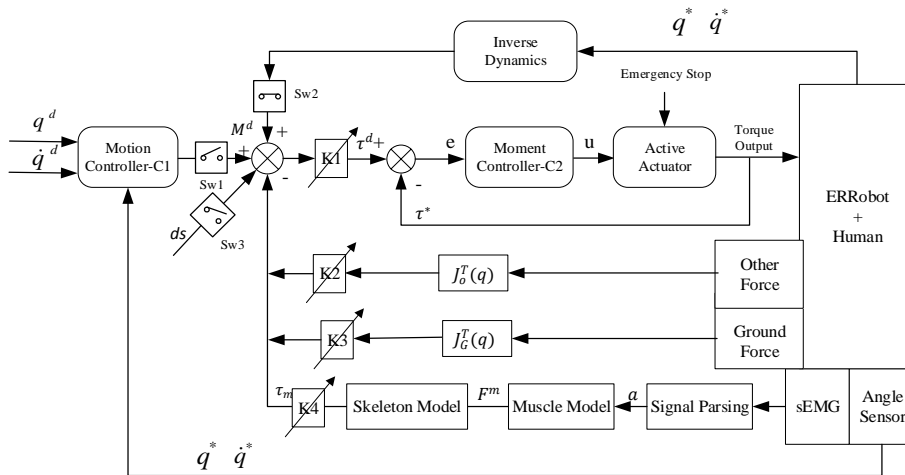 q* q̇*
Inverse
Dynamics
Emergency Stop
Sw2
q d
q̇ d
Motion
Controller-C1
Sw1
M^d
+
+
-
K1
τ^d
+
-
e
Moment
Controller-C2
u
Active
Actuator
Torque
Output
ERRobot
+
Human
ds
Sw3
τ*
K2
J_o^T(q)
Other
Force
K3
J_G^T(q)
Ground
Force
τ_m
K4
Skeleton Model
F^m
Muscle Model
a
Signal Parsing
sEMG
Angle
Sensor
q* q̇*